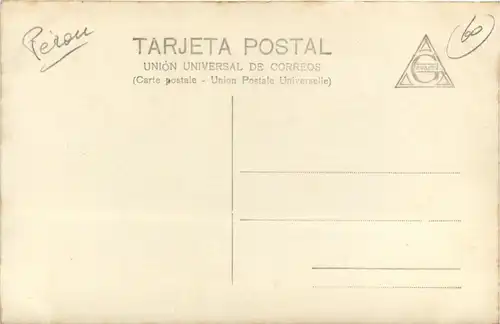 Pérou
60
TARJETA POSTAL
UNIÓN UNIVERSAL DE CORREOS
(Carte postale - Union Postale Universelle)